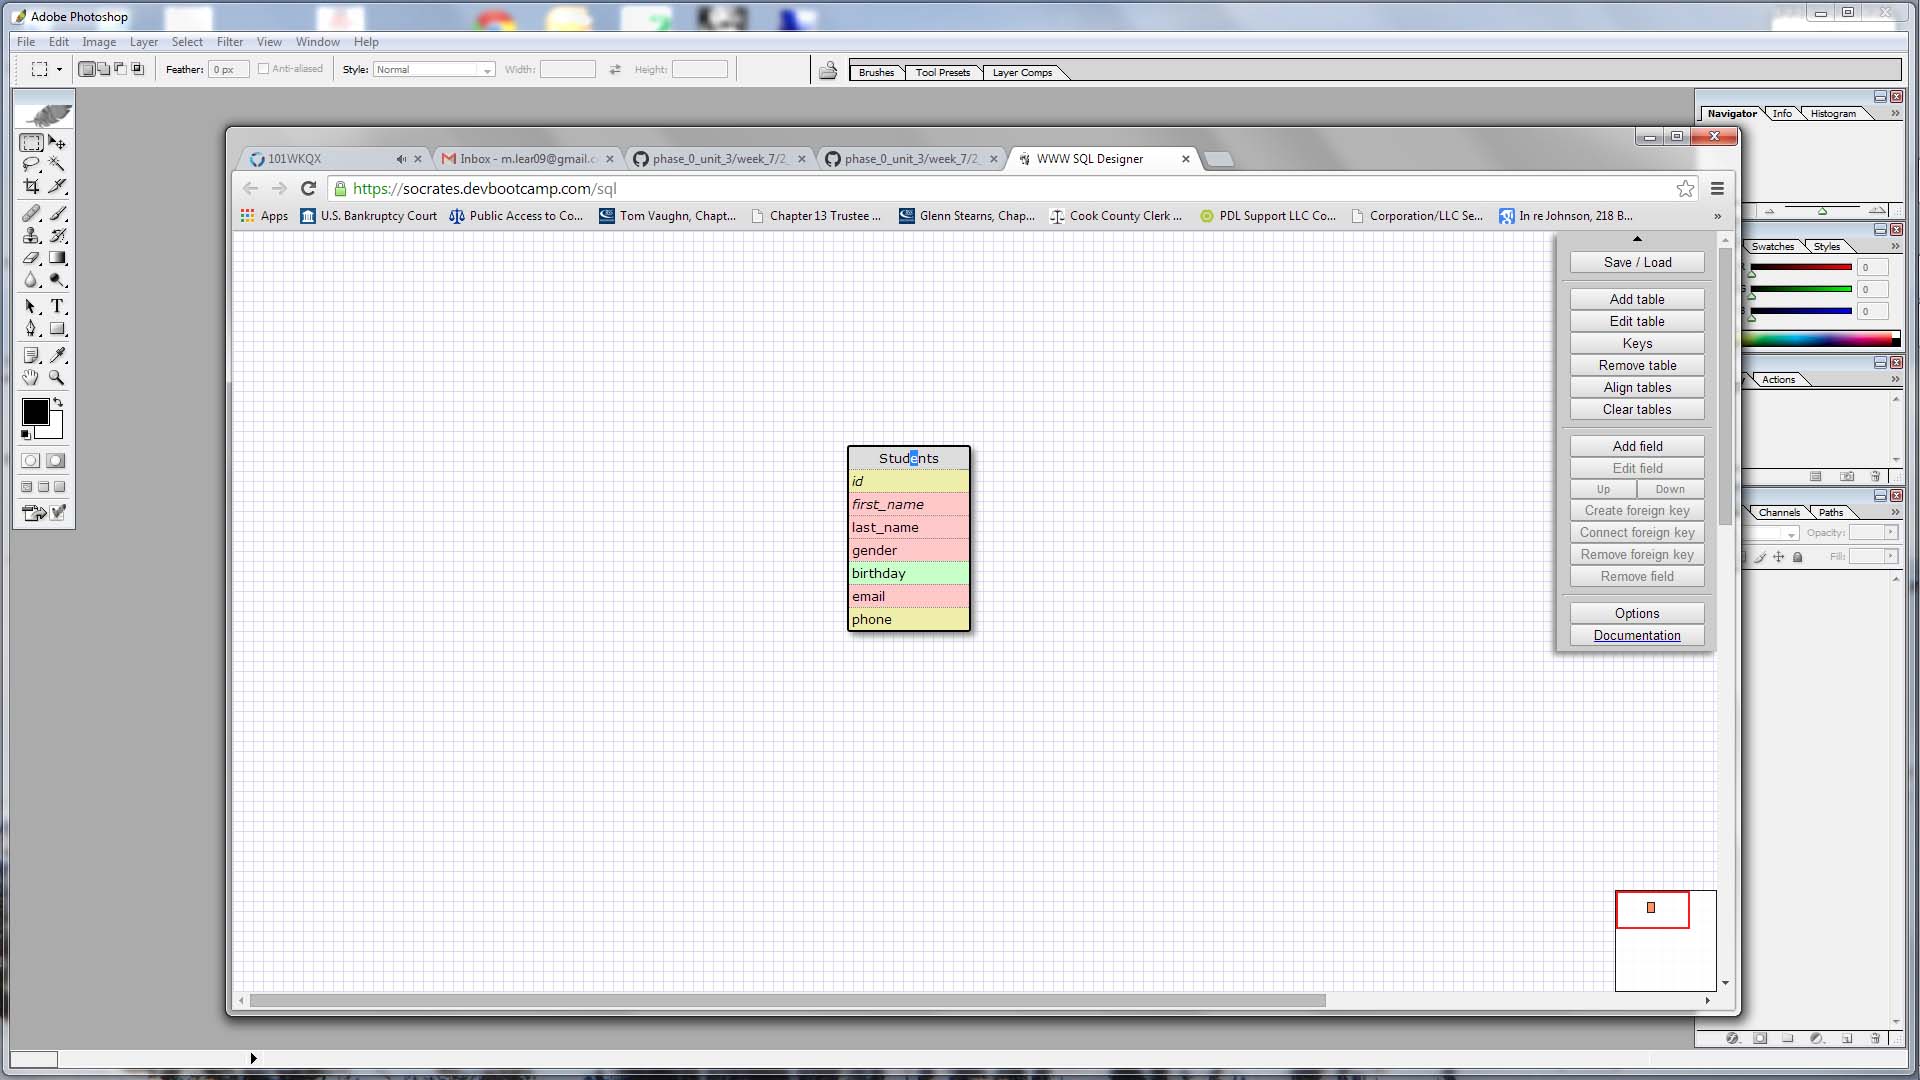 Adobe Photoshop
File Edit Image Layer Select Filter View Window Help
Feather: 0 px Anti-aliased Style: Normal Width: Height: Brushes Tool Presets Layer Comps
Navigator Info Histogram
101WKQX Inbox - m.lear09@gmail.c phase_0_unit_3/week_7/2_ phase_0_unit_3/week_7/2_ WWW SQL Designer
https://socrates.devbootcamp.com/sql
Apps U.S. Bankruptcy Court Public Access to Co... Tom Vaughn, Chapt... Chapter 13 Trustee ... Glenn Stearns, Chap... Cook County Clerk ... PDL Support LLC Co... Corporation/LLC Se... In re Johnson, 218 B... »
Save / Load
Add table
Edit table
Keys
Remove table
Align tables
Clear tables
Add field
Edit field
Up Down
Create foreign key
Connect foreign key
Remove foreign key
Remove field
Options
Documentation
Students
id
first_name
last_name
gender
birthday
email
phone
Swatches Styles
0
0
0
Actions
Channels Paths
Opacity:
Fill: